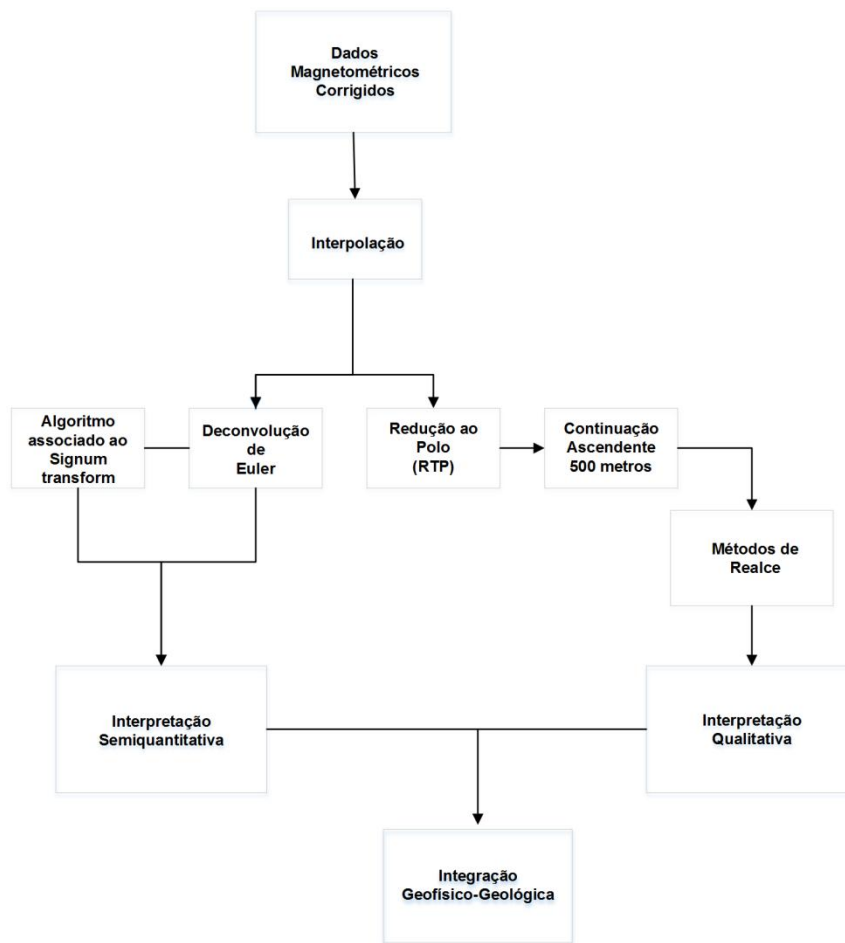 Dados
Magnetométricos
Corrigidos
Interpolação
Algoritmo
associado ao
Signum
transform
Deconvolução
de
Euler
Redução ao
Polo
(RTP)
Continuação
Ascendente
500 metros
Métodos de
Realce
Interpretação
Semiquantitativa
Interpretação
Qualitativa
Integração
Geofísico-Geológica